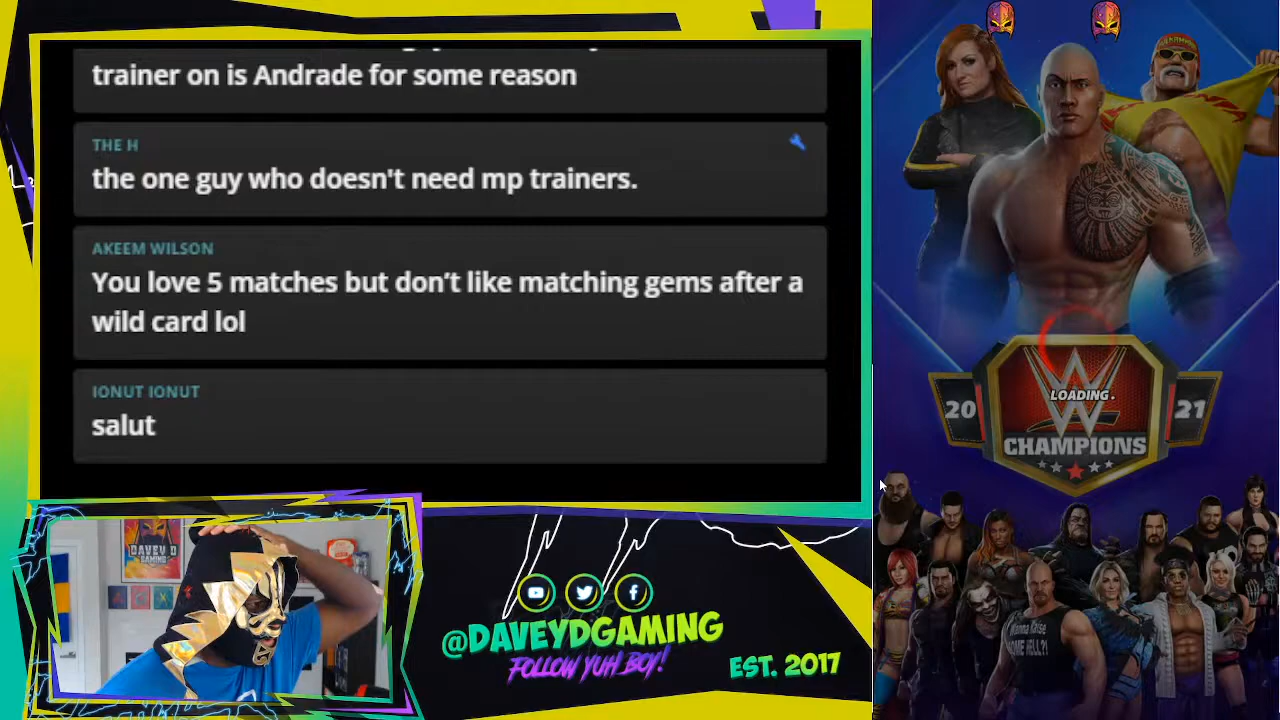 trainer on is Andrade for some reason
THE H
the one guy who doesn't need mp trainers.
AKEEM WILSON
You love 5 matches but don't like matching gems after a
wild card lol
IONUT IONUT
salut
20 21
LOADING.
CHAMPIONS
DAVEY D
GAMING
@DAVEYDGAMING
FOLLOW YUH BOY!
EST. 2017